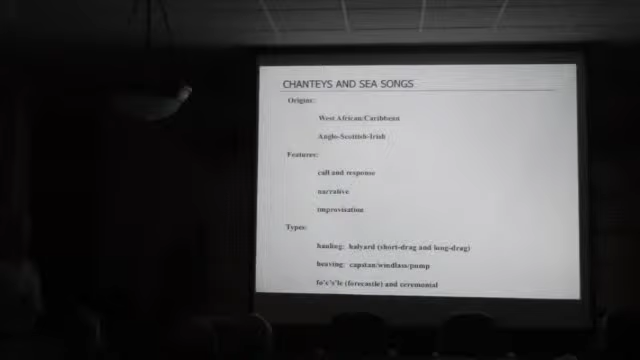 CHANTEYS AND SEA SONGS
Origins:
West African/Caribbean
Anglo-Scottish-Irish
Features:
call and response
narrative
improvisation
Types:
hauling: halyard (short-drag and long-drag)
heaving: capstan/windlass/pump
fo'c's'le (forecastle) and ceremonial